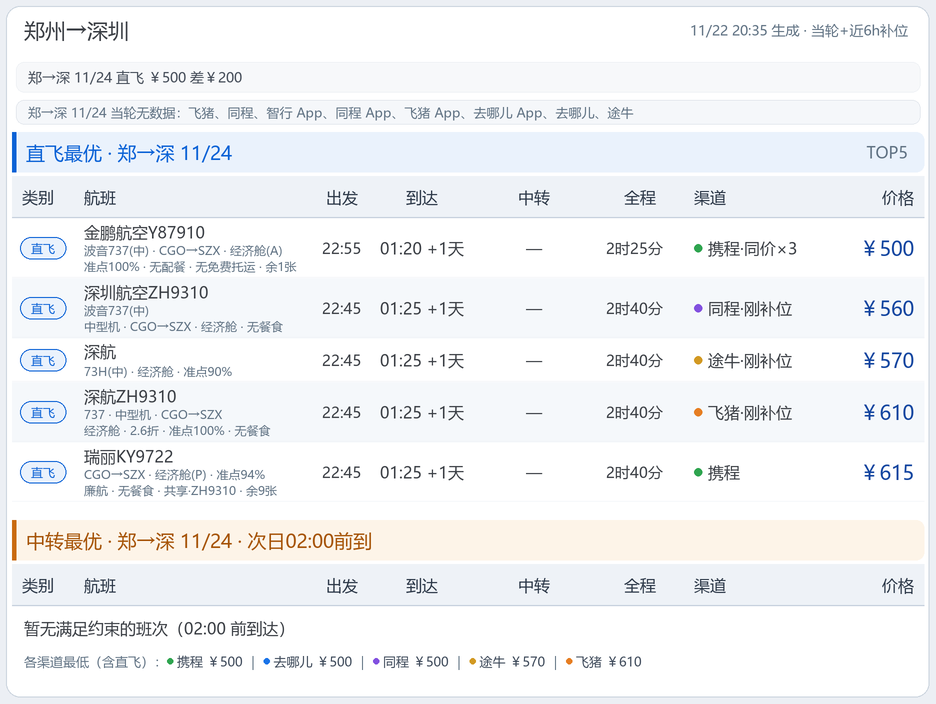 郑州→深圳
11/22 20:35 生成 · 当轮+近6h补位
郑→深 11/24 直飞 ￥500 差￥200
郑→深 11/24 当轮无数据：飞猪、同程、智行 App、同程 App、飞猪 App、去哪儿 App、去哪儿、途牛
直飞最优 · 郑→深 11/24 TOP5
类别 航班 出发 到达 中转 全程 渠道 价格
金鹏航空Y87910
直飞 波音737(中) · CGO→SZX · 经济舱(A) 22:55 01:20 +1天 — 2时25分 携程·同价×3 ￥500
准点100% · 无配餐 · 无免费托运 · 余1张
深圳航空ZH9310
直飞 波音737(中) 22:45 01:25 +1天 — 2时40分 同程·刚补位 ￥560
中型机 · CGO→SZX · 经济舱 · 无餐食
深航
直飞 22:45 01:25 +1天 — 2时40分 途牛·刚补位 ￥570
73H(中) · 经济舱 · 准点90%
深航ZH9310
直飞 737 · 中型机 · CGO→SZX 22:45 01:25 +1天 — 2时40分 飞猪·刚补位 ￥610
经济舱 · 2.6折 · 准点100% · 无餐食
瑞丽KY9722
直飞 CGO→SZX · 经济舱(P) · 准点94% 22:45 01:25 +1天 — 2时40分 携程 ￥615
廉航 · 无餐食 · 共享·ZH9310 · 余9张
中转最优 · 郑→深 11/24 · 次日02:00前到
类别 航班 出发 到达 中转 全程 渠道 价格
暂无满足约束的班次（02:00 前到达）
各渠道最低（含直飞）： 携程 ￥500 | 去哪儿 ￥500 | 同程 ￥500 | 途牛 ￥570 | 飞猪 ￥610